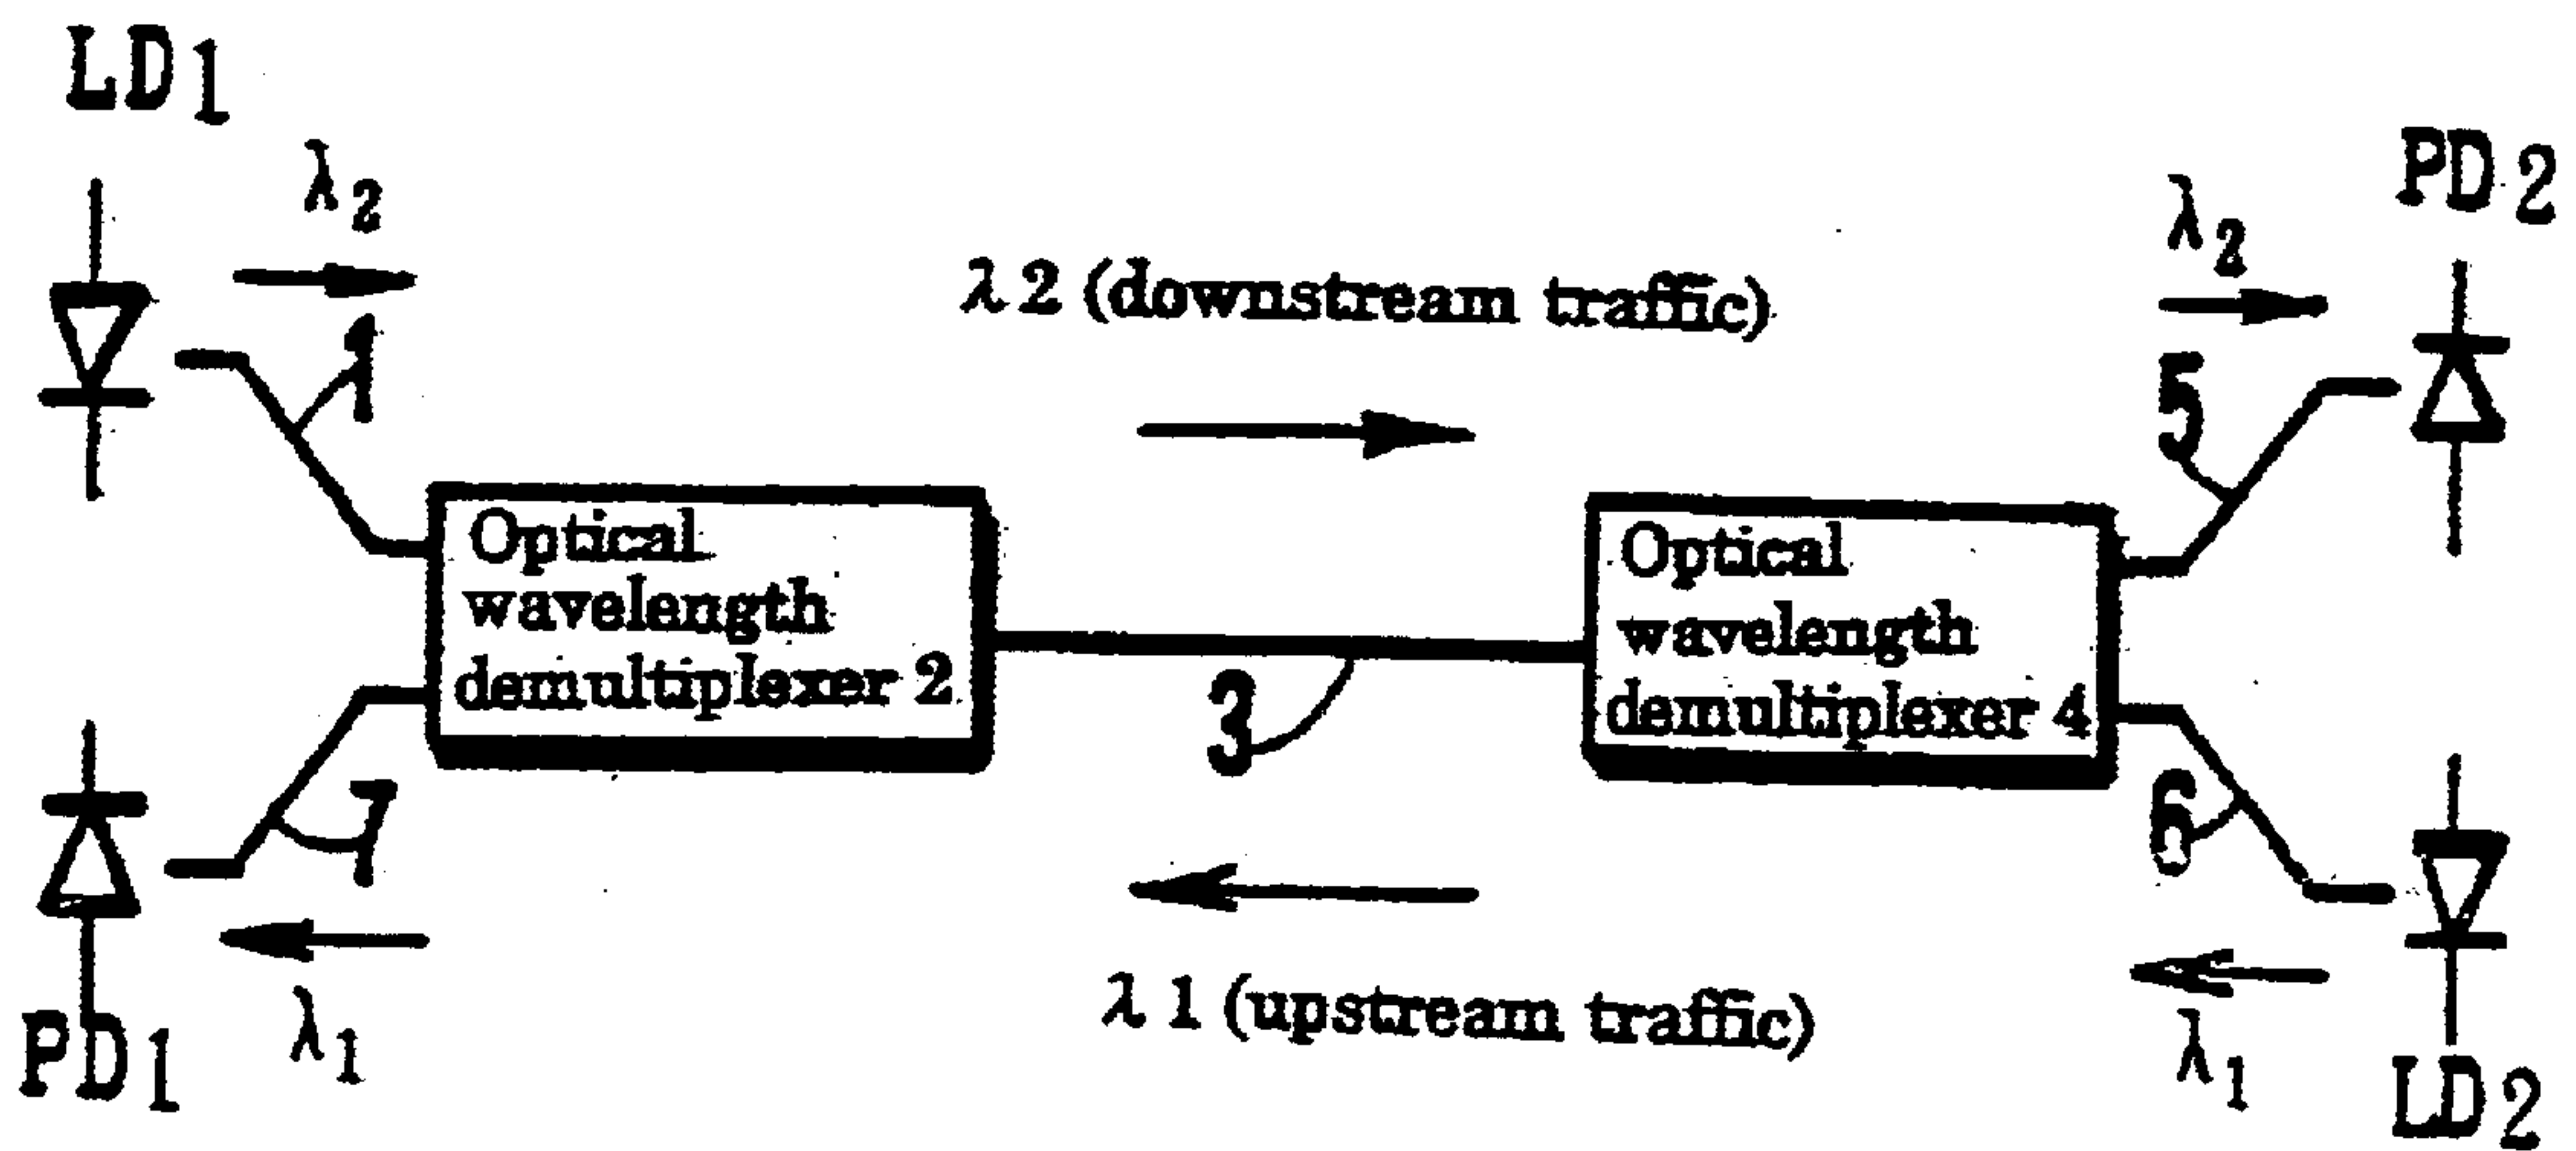 LD1
λ2
PD2
λ2
λ2 (downstream traffic)
1
5
Optical
wavelength
demultiplexer 2
Optical
wavelength
demultiplexer 4
3
7
6
λ1
λ1 (upstream traffic)
λ1
PD1
LD2